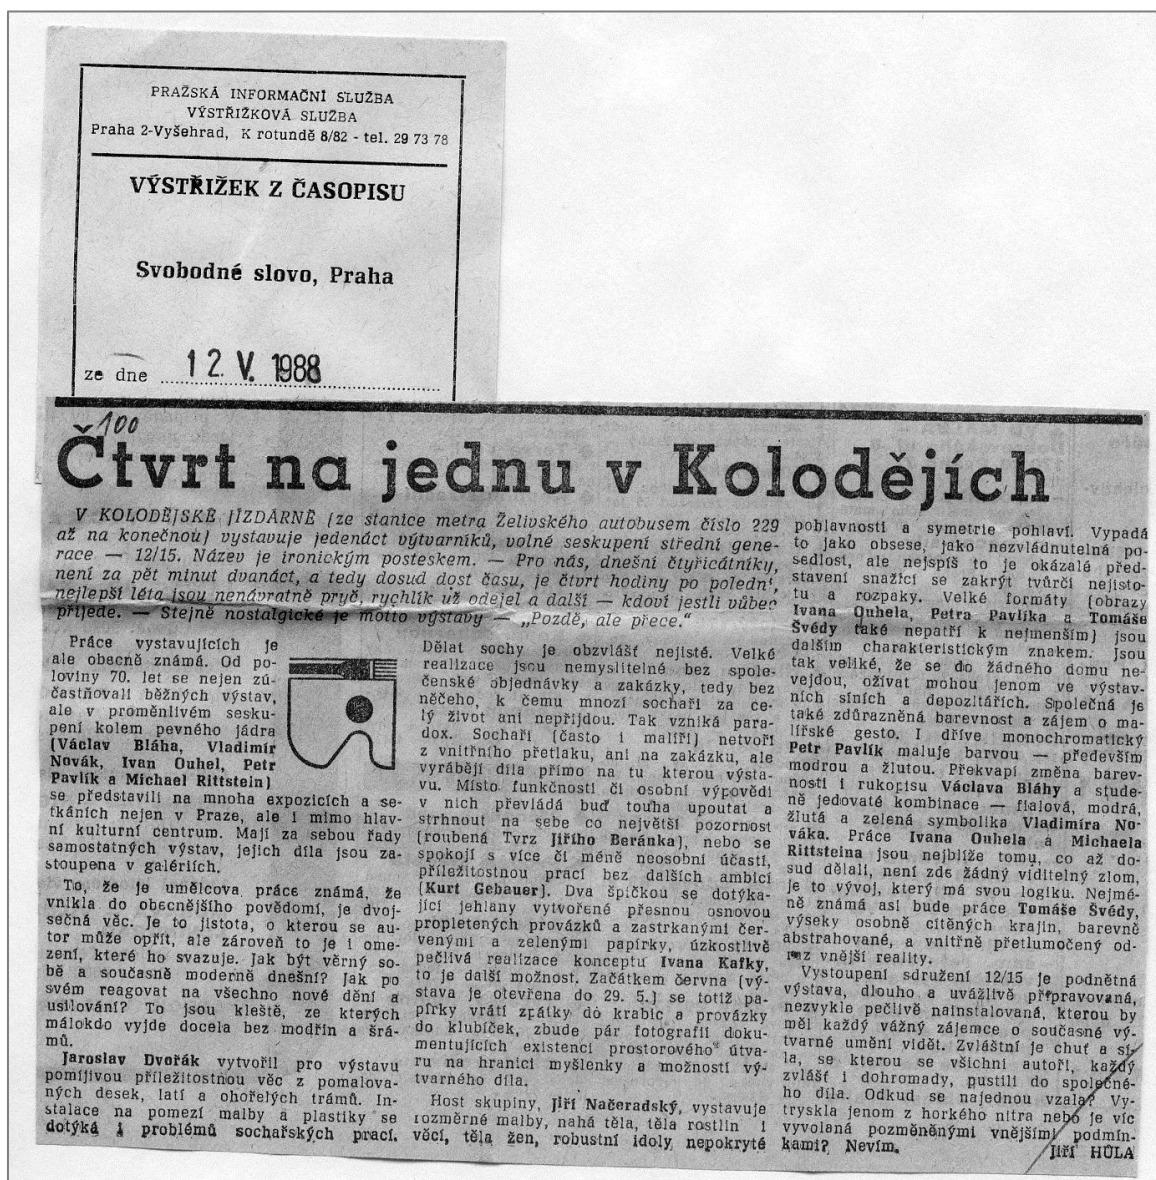 PRAŽSKÁ INFORMAČNÍ SLUŽBA
VÝSTŘIŽKOVÁ SLUŽBA
Praha 2-Vyšehrad, K rotundě 8/82 - tel. 29 73 78
VÝSTŘIŽEK Z ČASOPISU
Svobodné slovo, Praha
ze dne 12. V. 1988
100
Čtvrt na jednu v Kolodějích
V KOLODĚJSKÉ JÍZDÁRNĚ (ze stanice metra Želivského autobusem číslo 229
až na konečnou) vystavuje jedenáct výtvarníků, volné seskupení střední gene-
race — 12/15. Název je ironickým posteskem. — Pro nás, dnešní čtyřicátníky,
není za pět minut dvanáct, a tedy dosud dost času, je čtvrt hodiny po poledni,
nejlepší léta jsou nenávratně pryč, rychlík už odejel a další — kdoví jestli vůbec
přijede. — Stejně nostalgické je motto výstavy — „Pozdě, ale přece."
Práce vystavujících je
ale obecně známá. Od po-
loviny 70. let se nejen zú-
častňovali běžných výstav,
ale v proměnlivém sesku-
pení kolem pevného jádra
(Václav Bláha, Vladimír
Novák, Ivan Ouhel, Petr
Pavlík a Michael Rittstein)
se představili na mnoha expozicích a se-
tkáních nejen v Praze, ale i mimo hlav-
ní kulturní centrum. Mají za sebou řady
samostatných výstav, jejich díla jsou za-
stoupena v galériích.
To, že je umělcova práce známá, že
vnikla do obecnějšího povědomí, je dvoj-
sečná věc. Je to jistota, o kterou se au-
tor může opřít, ale zároveň to je i ome-
zení, které ho svazuje. Jak být věrný so-
bě a současně moderně dnešní? Jak po
svém reagovat na všechno nové dění a
usilování? To jsou kleště, ze kterých
málokdo vyjde docela bez modřin a šrá-
mů.
Jaroslav Dvořák vytvořil pro výstavu
pomíjivou příležitostnou věc z pomalova-
ných desek, latí a ohořelých trámů. In-
stalace na pomezí malby a plastiky se
dotýká i problémů sochařských prací.
Dělat sochy je obzvlášť nejisté. Velké
realizace jsou nemyslitelné bez spole-
čenské objednávky a zakázky, tedy bez
něčeho, k čemu mnozí sochaři za ce-
lý život ani nepřijdou. Tak vzniká para-
dox. Sochaři (často i malíři) netvoří
z vnitřního přetlaku, ani na zakázku, ale
vyrábějí díla přímo na tu kterou výsta-
vu. Místo funkčnosti či osobní výpovědi
v nich převládá buď touha upoutat a
strhnout na sebe co největší pozornost
(roubená Tvrz Jiřího Beránka), nebo se
spokojí s více či méně neosobní účastí,
příležitostnou prací bez dalších ambicí
(Kurt Gebauer). Dva špičkou se dotýka-
jící jehlany vytvořené přesnou osnovou
propletených provázků a zastrkanými čer-
venými a zelenými papírky, úzkostlivě
pečlivá realizace konceptu Ivana Kafky,
to je další možnost. Začátkem června (vý-
stava je otevřena do 29. 5.) se totiž pa-
pírky vrátí zpátky do krabic a provázky
do klubíček, zbude pár fotografií doku-
mentujících existenci prostorového útva-
ru na hranici myšlenky a možností vý-
tvarného díla.
Host skupiny, Jiří Načeradský, vystavuje
rozměrné malby, nahá těla, těla rostlin i
věcí, těla žen, robustní idoly nepokryté
pohlavnosti a symetrie pohlaví. Vypadá
to jako obsese, jako nezvládnutelná po-
sedlost, ale nejspíš to je okázalé před-
stavení snažící se zakrýt tvůrčí nejisto-
tu a rozpaky. Velké formáty (obrazy
Ivana Ouhela, Petra Pavlíka a Tomáše
Švédy také nepatří k nejmenším) jsou
dalším charakteristickým znakem. Jsou
tak veliké, že se do žádného domu ne-
vejdou, ožívat mohou jenom ve výstav-
ních síních a depozitářích. Společná je
také zdůrazněná barevnost a zájem o ma-
lířské gesto. I dříve monochromatický
Petr Pavlík maluje barvou — především
modrou a žlutou. Překvapí změna barev-
nosti i rukopisu Václava Bláhy a stude-
ně jedovaté kombinace — fialová, modrá,
žlutá a zelená symbolika Vladimíra No-
váka. Práce Ivana Ouhela a Michaela
Rittsteina jsou nejblíže tomu, co až do-
sud dělali, není zde žádný viditelný zlom,
je to vývoj, který má svou logiku. Nejmé-
ně známá asi bude práce Tomáše Švédy,
výseky osobně cítěných krajin, barevně
abstrahované, a vnitřně přetlumočený od-
raz vnější reality.
Vystoupení sdružení 12/15 je podnětná
výstava, dlouho a uvážlivě připravovaná,
nezvykle pečlivě nainstalovaná, kterou by
měl každý vážný zájemce o současné vý-
tvarné umění vidět. Zvláštní je chuť a sí-
la, se kterou se všichni autoři, každý
zvlášť i dohromady, pustili do společné-
ho díla. Odkud se najednou vzala? Vy-
tryskla jenom z horkého nitra nebo je víc
vyvolaná pozměněnými vnějšími podmín-
kami? Nevím.
Jiří HŮLA